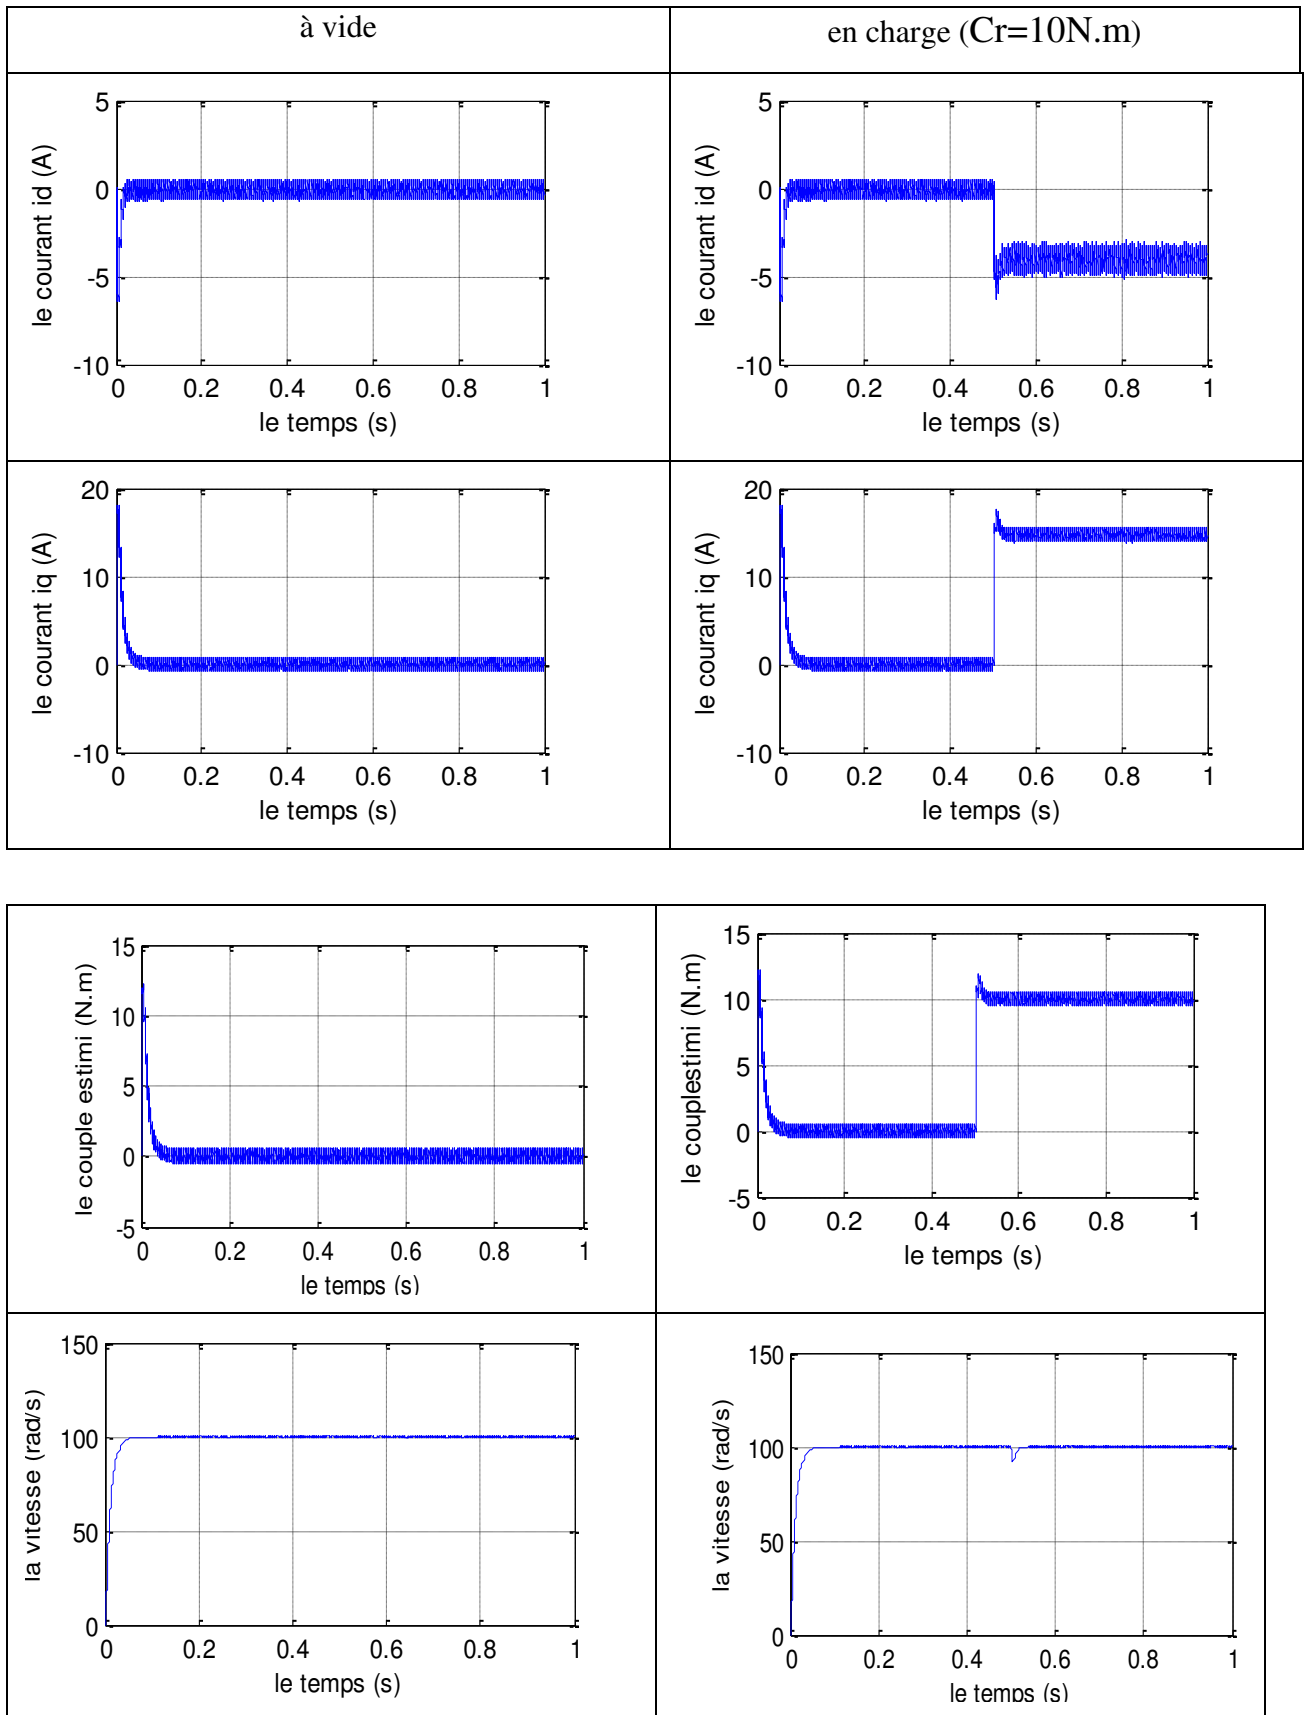 à vide
en charge (Cr=10N.m)
le courant id (A)
5
0
-5
-10
0 0.2 0.4 0.6 0.8 1
le temps (s)
le courant id (A)
5
0
-5
-10
0 0.2 0.4 0.6 0.8 1
le temps (s)
le courant iq (A)
20
10
0
-10
0 0.2 0.4 0.6 0.8 1
le temps (s)
le courant iq (A)
20
10
0
-10
0 0.2 0.4 0.6 0.8 1
le temps (s)
le couple estimi (N.m)
15
10
5
0
-5
0 0.2 0.4 0.6 0.8 1
le temps (s)
le couplestimi (N.m)
15
10
5
0
-5
0 0.2 0.4 0.6 0.8 1
le temps (s)
la vitesse (rad/s)
150
100
50
0
0 0.2 0.4 0.6 0.8 1
le temps (s)
la vitesse (rad/s)
150
100
50
0
0 0.2 0.4 0.6 0.8 1
le temps (s)